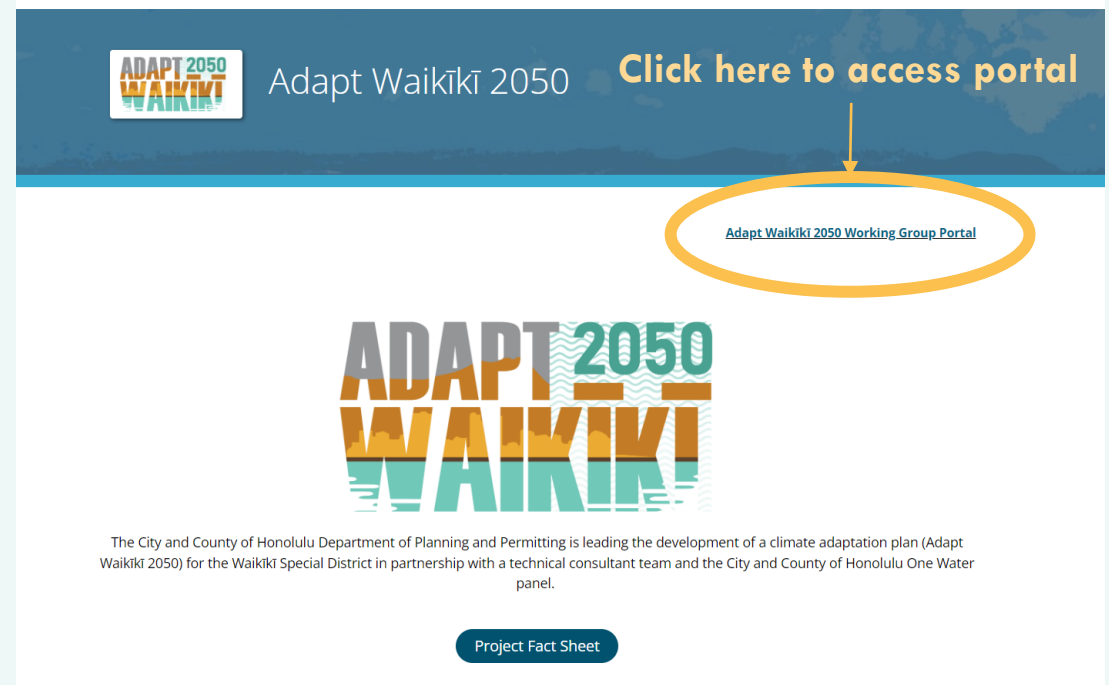 ADAPT 2050
WAIKĪKĪ
Adapt Waikīkī 2050
Click here to access portal
Adapt Waikīkī 2050 Working Group Portal
ADAPT 2050
WAIKĪKĪ
The City and County of Honolulu Department of Planning and Permitting is leading the development of a climate adaptation plan (Adapt
Waikīkī 2050) for the Waikīkī Special District in partnership with a technical consultant team and the City and County of Honolulu One Water
panel.
Project Fact Sheet